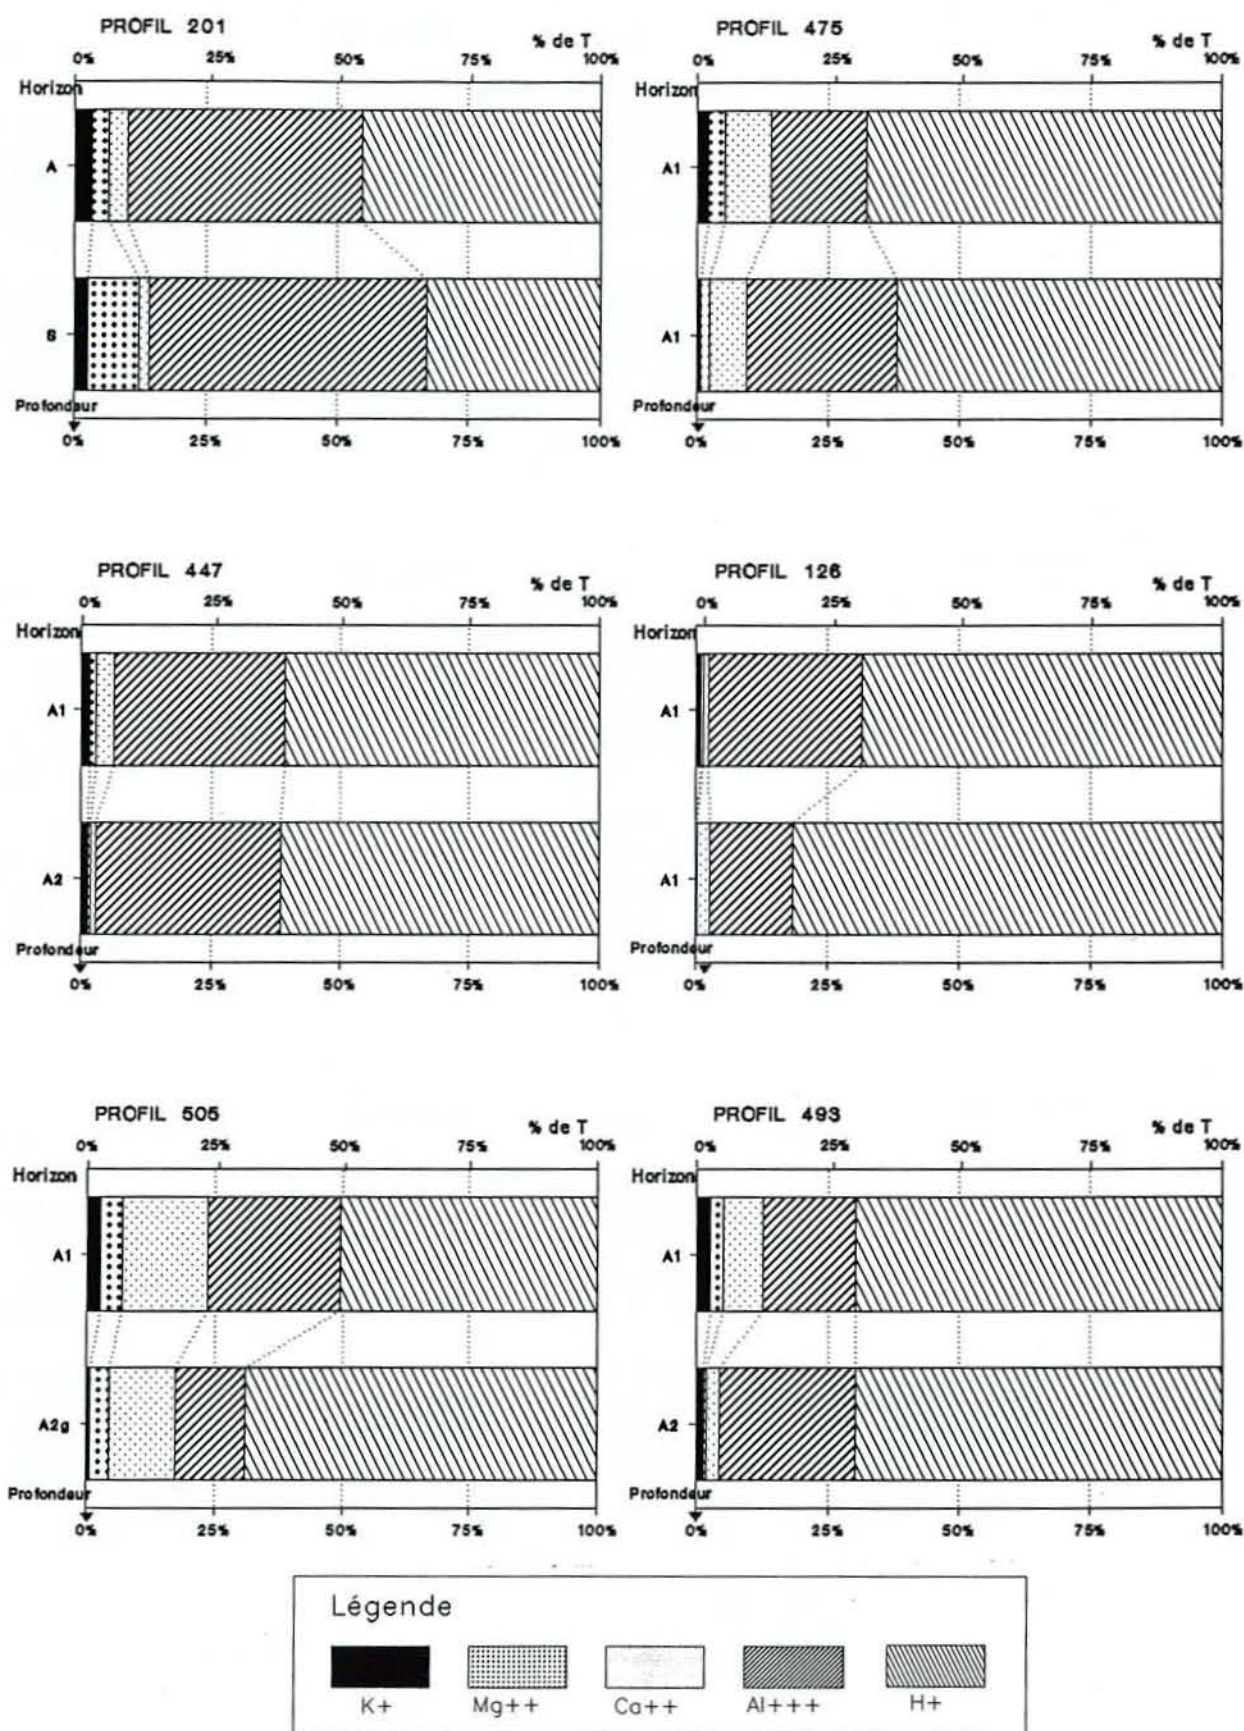 PROFIL 201
% de T
0% 25% 50% 75% 100%
Horizon
A
S
Profondeur
0% 25% 50% 75% 100%
PROFIL 475
% de T
0% 25% 50% 75% 100%
Horizon
A1
A1
Profondeur
0% 25% 50% 75% 100%
PROFIL 447
% de T
0% 25% 50% 75% 100%
Horizon
A1
A2
Profondeur
0% 25% 50% 75% 100%
PROFIL 126
% de T
0% 25% 50% 75% 100%
Horizon
A1
A1
Profondeur
0% 25% 50% 75% 100%
PROFIL 505
% de T
0% 25% 50% 75% 100%
Horizon
A1
A2g
Profondeur
0% 25% 50% 75% 100%
PROFIL 493
% de T
0% 25% 50% 75% 100%
Horizon
A1
A2
Profondeur
0% 25% 50% 75% 100%
Légende
K+ Mg++ Ca++ Al+++ H+